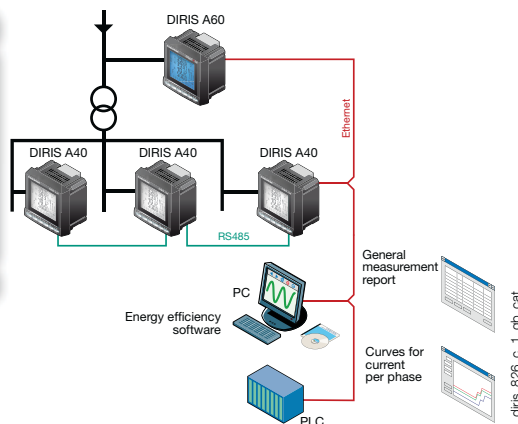 DIRIS A60
Ethernet
DIRIS A40
DIRIS A40
DIRIS A40
RS485
General
measurement
report
PC
Energy efficiency
software
Curves for
current
per phase
PLC
diris_826_c_1_gb_cat